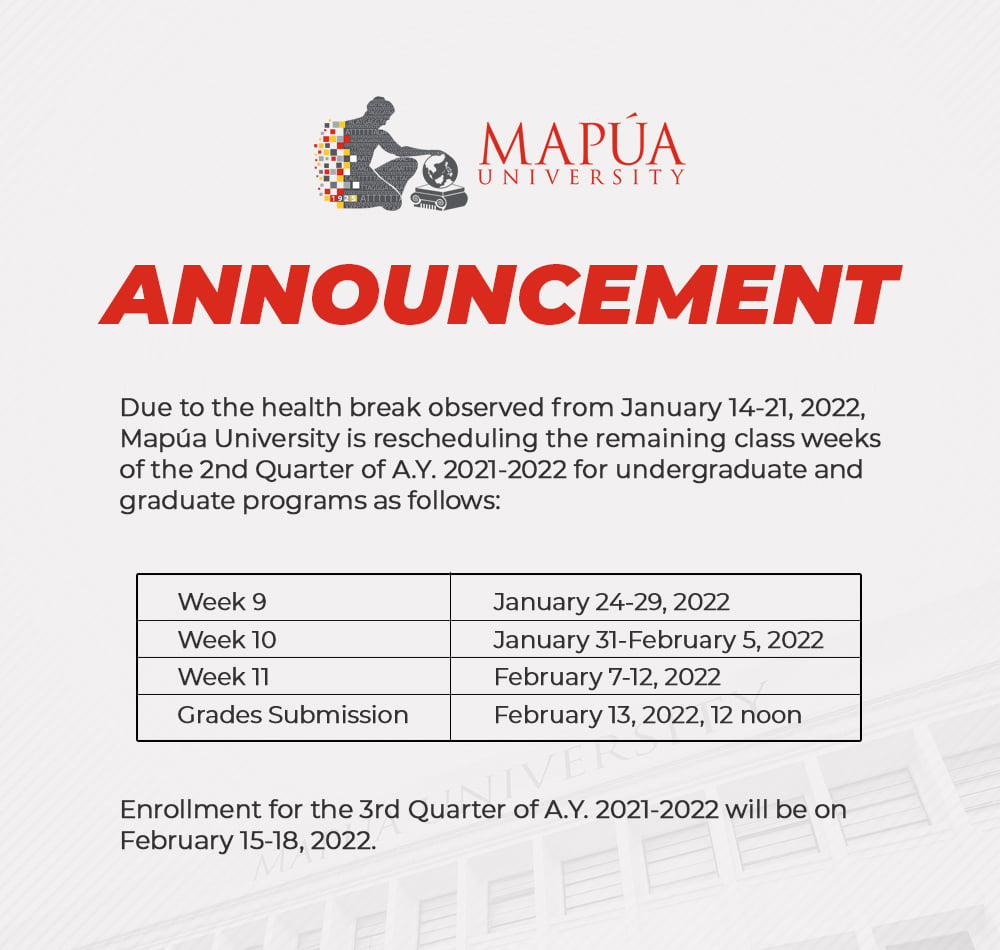 MAPÚA
UNIVERSITY
1925
ANNOUNCEMENT
Due to the health break observed from January 14-21, 2022,
Mapúa University is rescheduling the remaining class weeks
of the 2nd Quarter of A.Y. 2021-2022 for undergraduate and
graduate programs as follows:
Week 9 January 24-29, 2022
Week 10 January 31-February 5, 2022
Week 11 February 7-12, 2022
Grades Submission February 13, 2022, 12 noon
Enrollment for the 3rd Quarter of A.Y. 2021-2022 will be on
February 15-18, 2022.
MAPUA UNIVERSITY